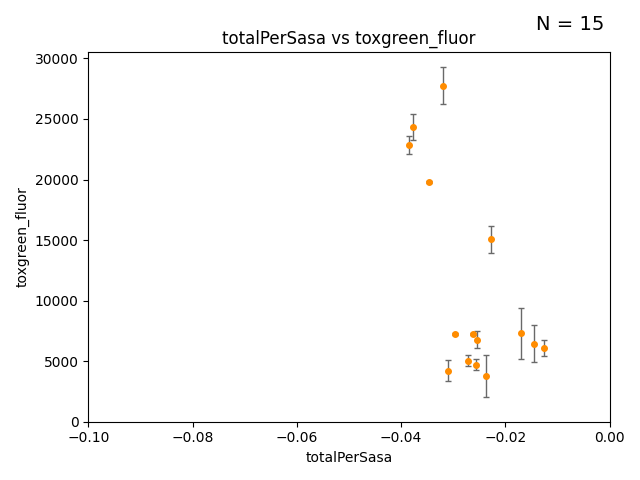 N = 15
totalPerSasa vs toxgreen_fluor
30000
25000
20000
15000
10000
5000
0
toxgreen_fluor
−0.10 −0.08 −0.06 −0.04 −0.02 0.00
totalPerSasa